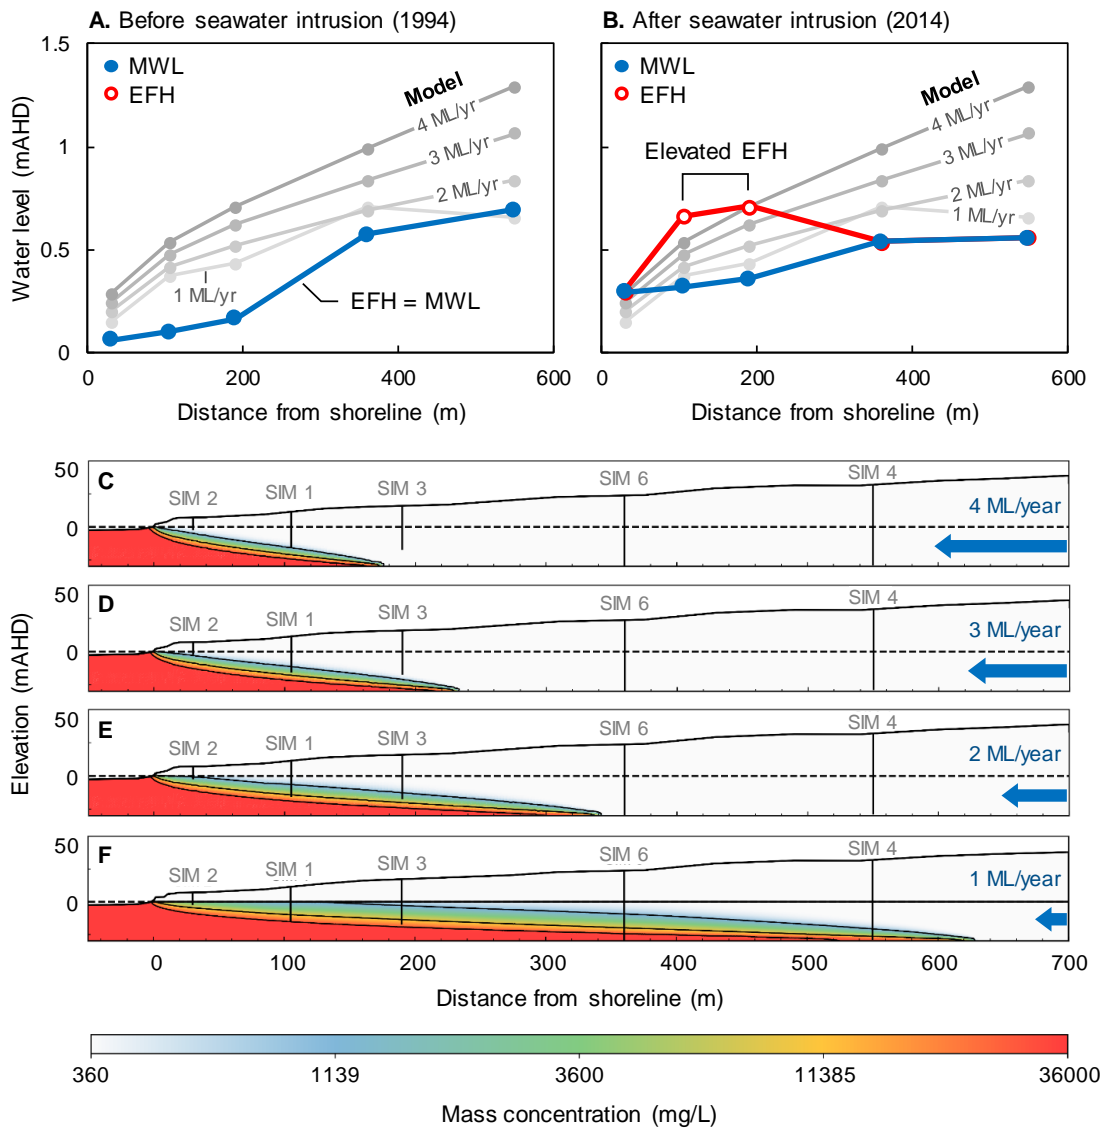 A. Before seawater intrusion (1994)
B. After seawater intrusion (2014)
Water level (mAHD)
1.5
1
0.5
0
MWL
EFH
Model
4 ML/yr
3 ML/yr
2 ML/yr
1 ML/yr
EFH = MWL
0
200
400
600
Distance from shoreline (m)
MWL
EFH
Elevated EFH
Model
4 ML/yr
3 ML/yr
2 ML/yr
1 ML/yr
0
200
400
600
Distance from shoreline (m)
Elevation (mAHD)
50
0
C
SIM 2
SIM 1
SIM 3
SIM 6
SIM 4
4 ML/year
50
0
D
SIM 2
SIM 1
SIM 3
SIM 6
SIM 4
3 ML/year
50
0
E
SIM 2
SIM 1
SIM 3
SIM 6
SIM 4
2 ML/year
50
0
F
SIM 2
SIM 1
SIM 3
SIM 6
SIM 4
1 ML/year
0
100
200
300
400
500
600
700
Distance from shoreline (m)
360
1139
3600
11385
36000
Mass concentration (mg/L)